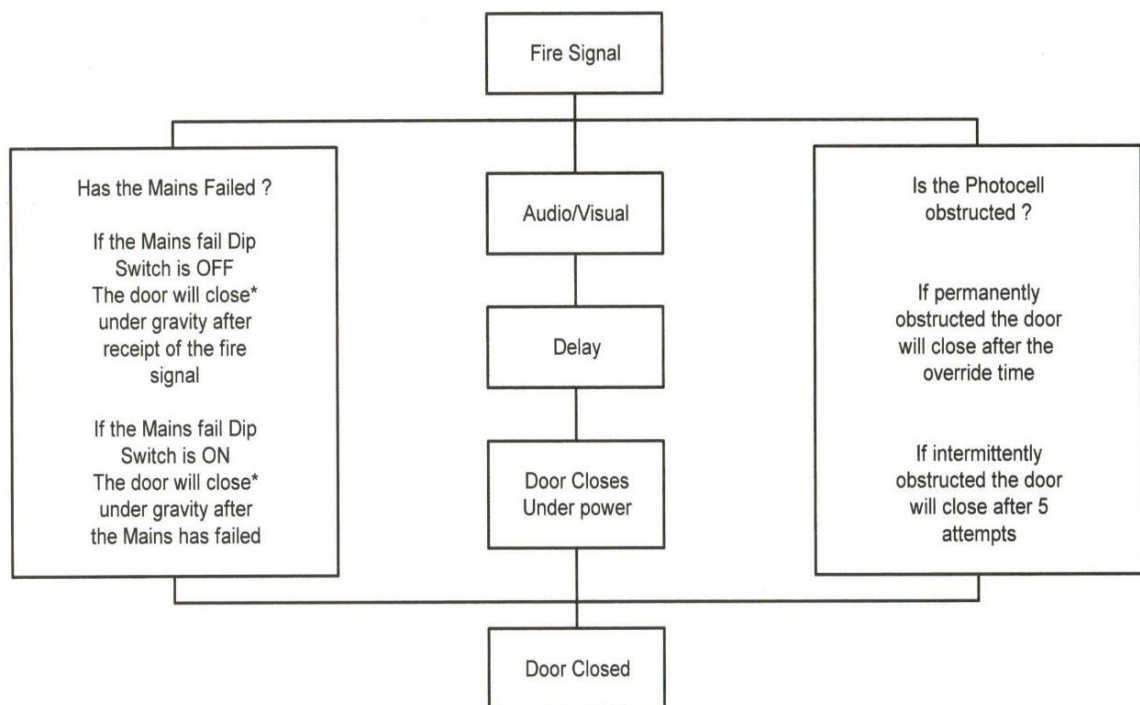 Fire Signal
Has the Mains Failed ?
If the Mains fail Dip
Switch is OFF
The door will close*
under gravity after
receipt of the fire
signal
If the Mains fail Dip
Switch is ON
The door will close*
under gravity after
the Mains has failed
Audio/Visual
Delay
Door Closes
Under power
Is the Photocell
obstructed ?
If permanently
obstructed the door
will close after the
override time
If intermittently
obstructed the door
will close after 5
attempts
Door Closed